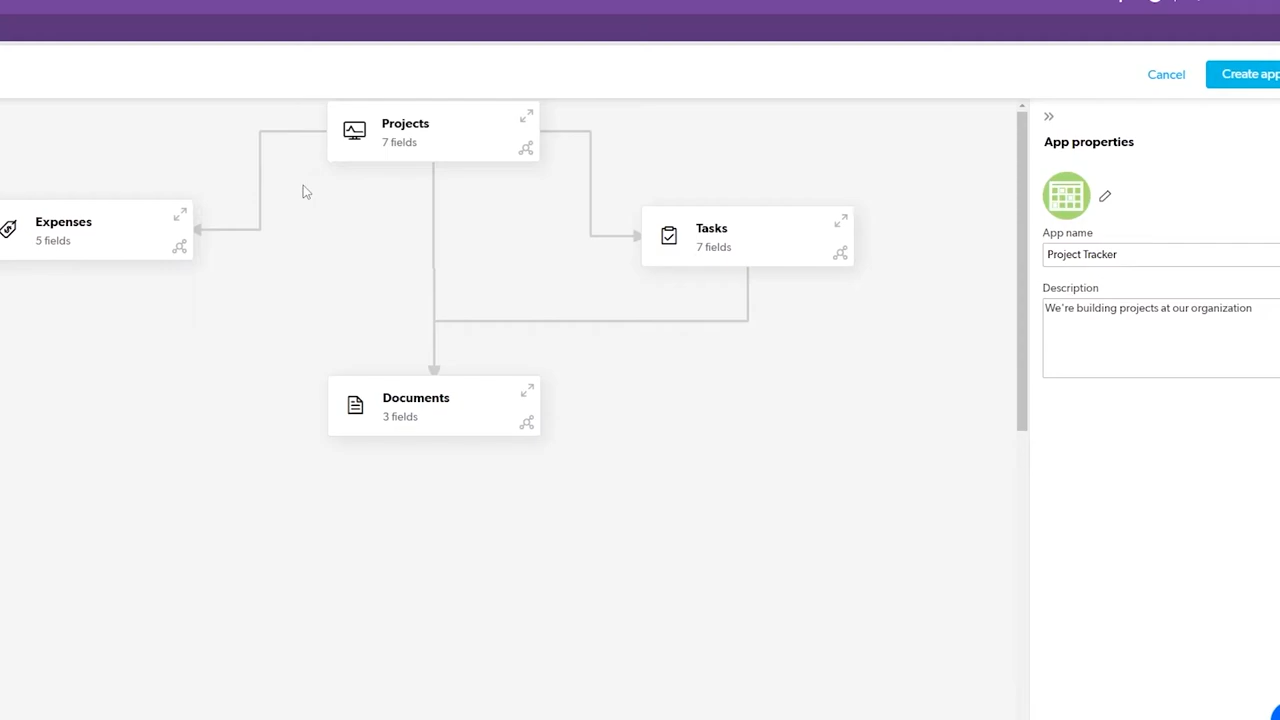 Cancel
Create app
Projects
7 fields
Expenses
5 fields
Tasks
7 fields
Documents
3 fields
App properties
App name
Project Tracker
Description
We're building projects at our organization